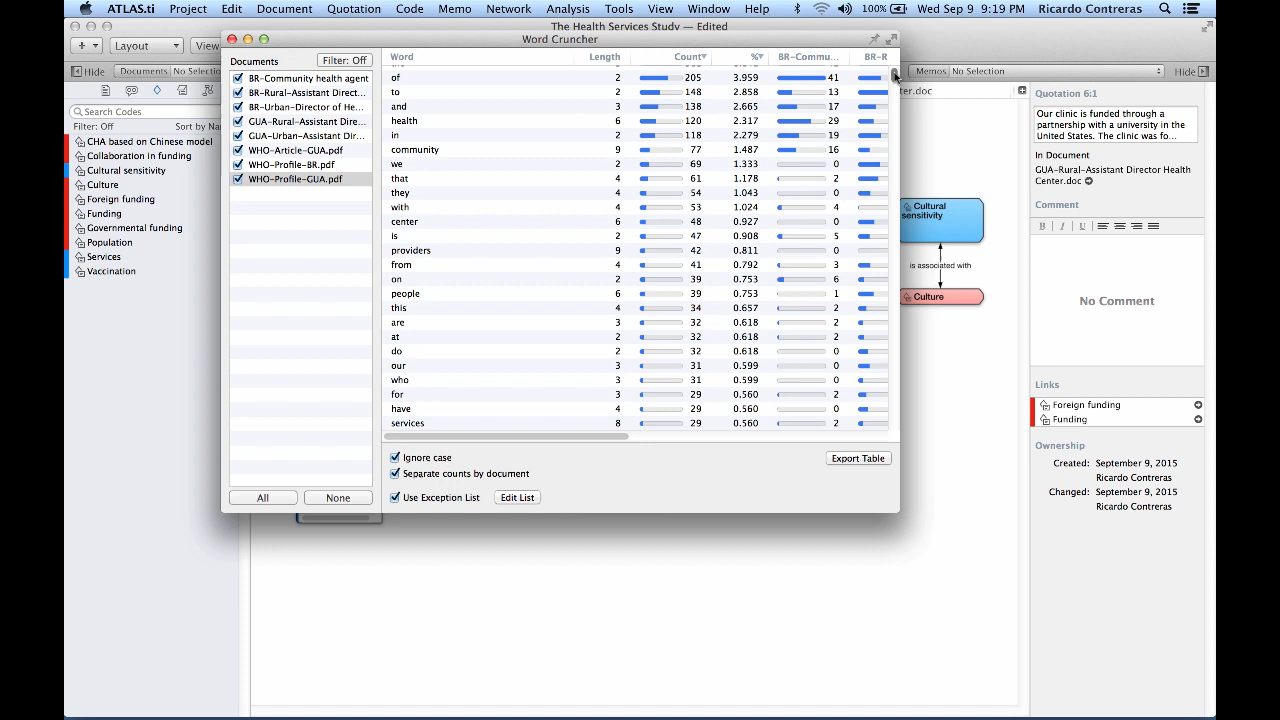 ATLAS.ti Project Edit Document Quotation Code Memo Network Analysis Tools View Window Help 100% Wed Sep 9 9:19 PM Ricardo Contreras
The Health Services Study — Edited
+ Layout View
Word Cruncher
Hide Memos No Selection Hide
Search Codes
Filter: Off
CHA based on Chinese model
Collaboration in funding
Cultural sensitivity
Culture
Foreign funding
Funding
Governmental funding
Population
Services
Vaccination
Documents Filter: Off
BR-Community health agent
BR-Rural-Assistant Direct...
BR-Urban-Director of He...
GUA-Rural-Assistant Dire...
GUA-Urban-Assistant Dir...
WHO-Article-GUA.pdf
WHO-Profile-BR.pdf
WHO-Profile-GUA.pdf
All None
Word Length Count % BR-Commu... BR-R
of 2 205 3.959 41
to 2 148 2.858 13
and 3 138 2.665 17
health 6 120 2.317 29
in 2 118 2.279 19
community 9 77 1.487 16
we 2 69 1.333 0
that 4 61 1.178 2
they 4 54 1.043 0
with 4 53 1.024 4
center 6 48 0.927 0
is 2 47 0.908 5
providers 9 42 0.811 0
from 4 41 0.792 3
on 2 39 0.753 6
people 6 39 0.753 1
this 4 34 0.657 2
are 3 32 0.618 2
at 2 32 0.618 2
do 2 32 0.618 0
our 3 31 0.599 0
who 3 31 0.599 0
for 3 29 0.560 2
have 4 29 0.560 0
services 8 29 0.560 2
Ignore case
Separate counts by document
Use Exception List Edit List
Export Table
ter.doc
Cultural
sensitivity
is associated with
Culture
Quotation 6:1
Our clinic is funded through a
partnership with a university in the
United States. The clinic was fo...
In Document
GUA-Rural-Assistant Director Health
Center.doc
Comment
B I U
No Comment
Links
Foreign funding
Funding
Ownership
Created: September 9, 2015
Ricardo Contreras
Changed: September 9, 2015
Ricardo Contreras